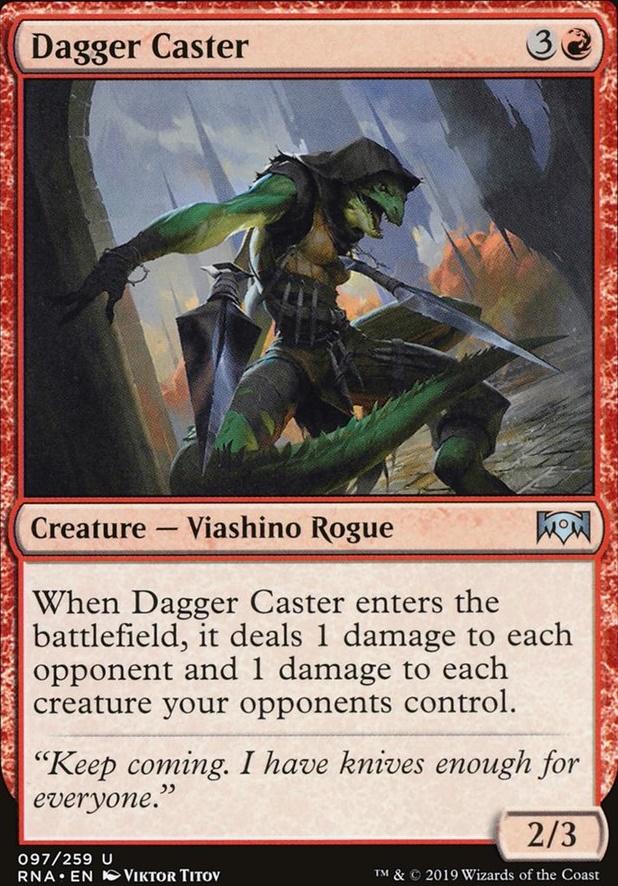 Dagger Caster 3
Creature — Viashino Rogue
When Dagger Caster enters the
battlefield, it deals 1 damage to each
opponent and 1 damage to each
creature your opponents control.
“Keep coming. I have knives enough for
everyone.”
2/3
097/259 U
RNA • EN Viktor Titov ™ & © 2019 Wizards of the Coast